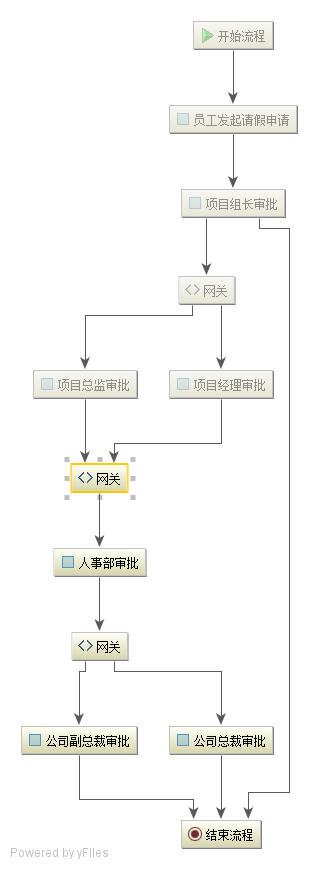 开始流程
员工发起请假申请
项目组长审批
网关
项目总监审批
项目经理审批
网关
人事部审批
网关
公司副总裁审批
公司总裁审批
结束流程
Powered by yFiles